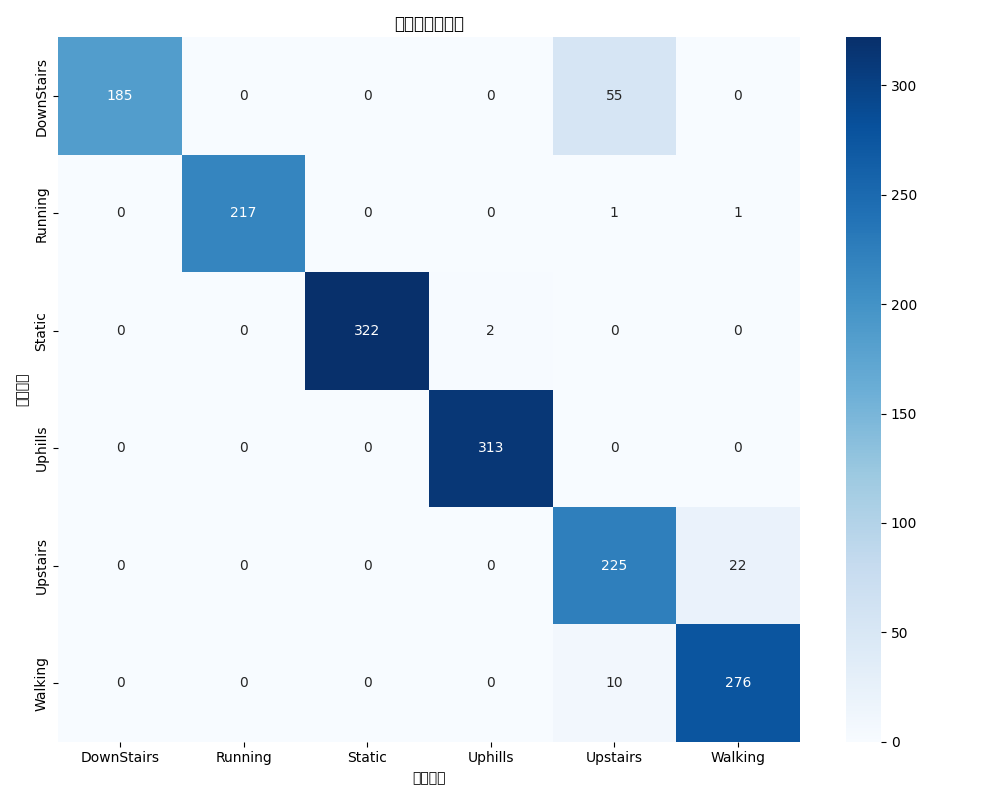 DownStairs
185 0 0 0 55 0
Running
0 217 0 0 1 1
Static
0 0 322 2 0 0
Uphills
0 0 0 313 0 0
Upstairs
0 0 0 0 225 22
Walking
0 0 0 0 10 276
DownStairs Running Static Uphills Upstairs Walking
300
250
200
150
100
50
0